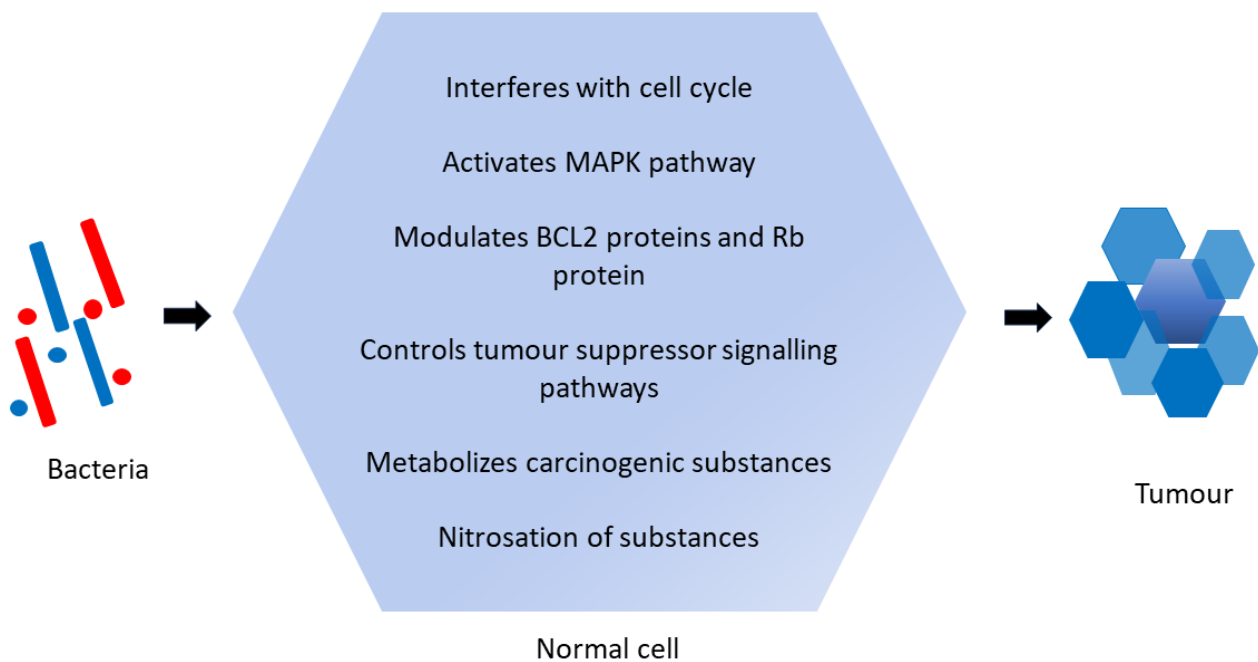 Interferes with cell cycle
Activates MAPK pathway
Modulates BCL2 proteins and Rb
protein
Controls tumour suppressor signalling
pathways
Metabolizes carcinogenic substances
Nitrosation of substances
Bacteria
Normal cell
Tumour